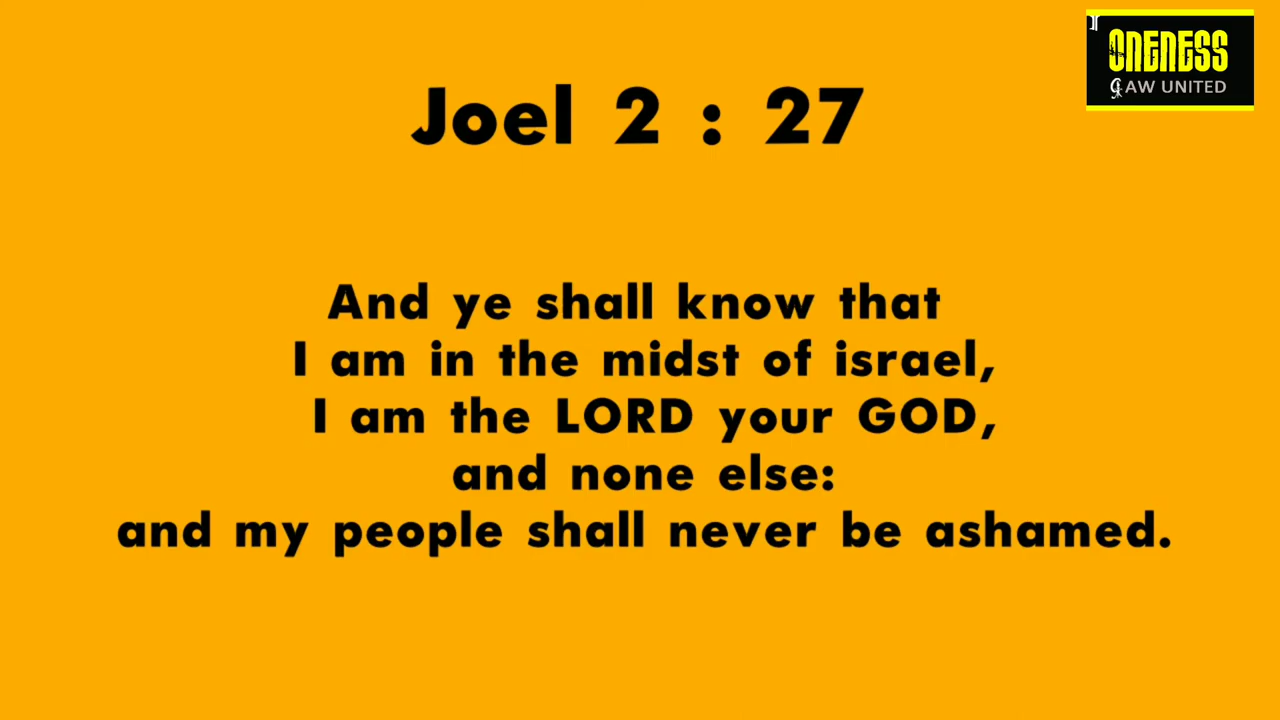 ONENESS
AW UNITED
Joel 2 : 27
And ye shall know that
I am in the midst of israel,
I am the LORD your GOD,
and none else:
and my people shall never be ashamed.